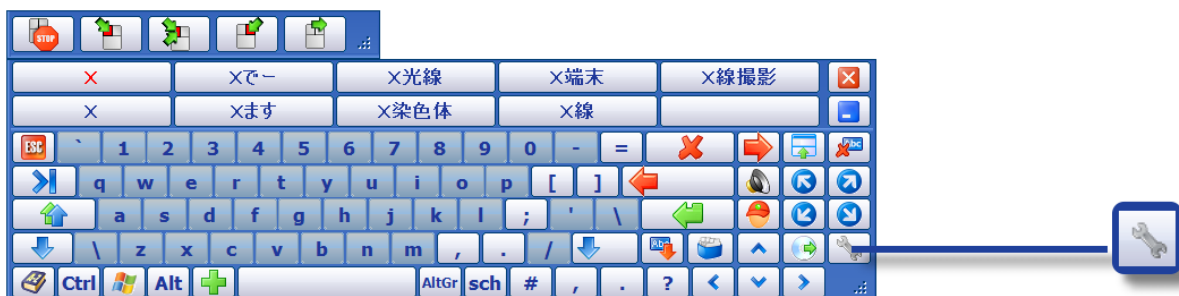 STOP
X Xでー X光線 X端末 X線撮影
X Xます X染色体 X線
ESC ` 1 2 3 4 5 6 7 8 9 0 - = Abc
q w e r t y u i o p [ ]
a s d f g h j k l ; ' \
\ z x c v b n m , . / Ab
Ctrl Alt AltGr sch # , . ?